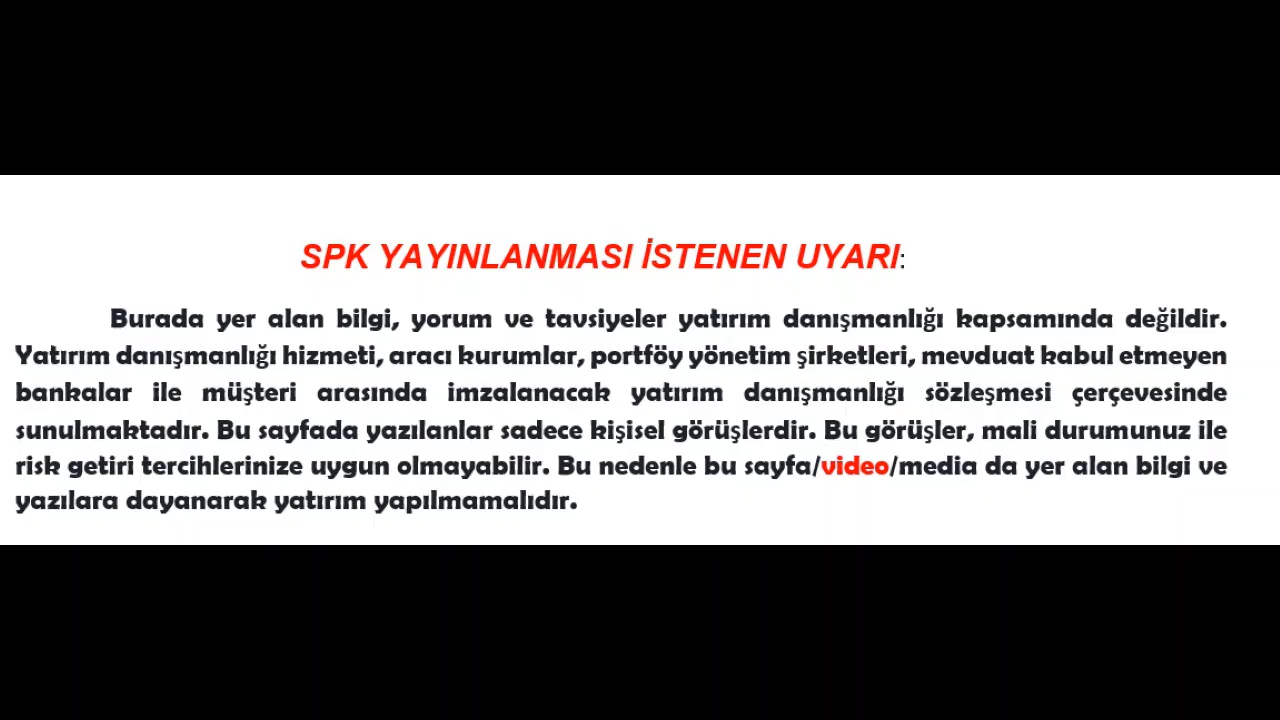 SPK YAYINLANMASI İSTENEN UYARI:
Burada yer alan bilgi, yorum ve tavsiyeler yatırım danışmanlığı kapsamında değildir.
Yatırım danışmanlığı hizmeti, aracı kurumlar, portföy yönetim şirketleri, mevduat kabul etmeyen
bankalar ile müşteri arasında imzalanacak yatırım danışmanlığı sözleşmesi çerçevesinde
sunulmaktadır. Bu sayfada yazılanlar sadece kişisel görüşlerdir. Bu görüşler, mali durumunuz ile
risk getiri tercihlerinize uygun olmayabilir. Bu nedenle bu sayfa/video/media da yer alan bilgi ve
yazılara dayanarak yatırım yapılmamalıdır.